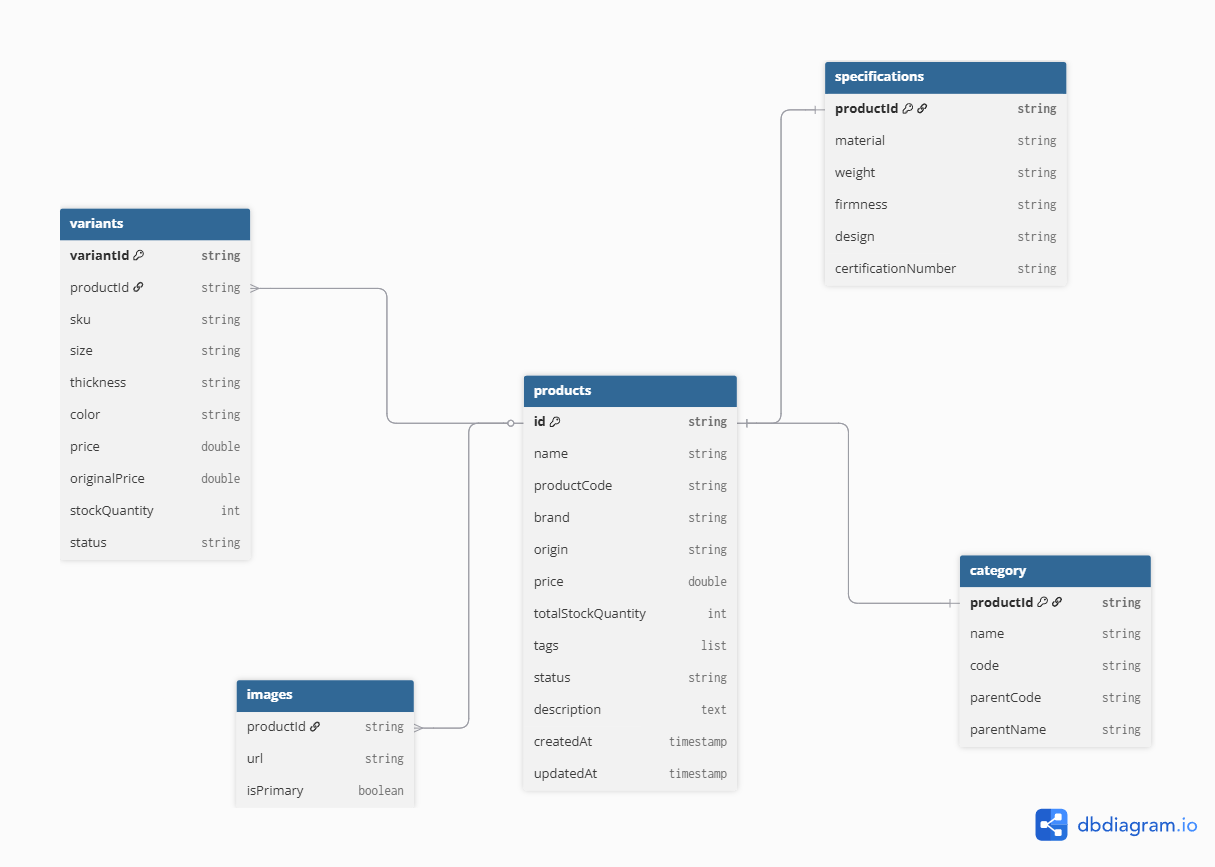 specifications
productId string
material string
weight string
firmness string
design string
certificationNumber string
variants
variantId string
productId string
sku string
size string
thickness string
color string
price double
originalPrice double
stockQuantity int
status string
products
id string
name string
productCode string
brand string
origin string
price double
totalStockQuantity int
tags list
status string
description text
createdAt timestamp
updatedAt timestamp
category
productId string
name string
code string
parentCode string
parentName string
images
productId string
url string
isPrimary boolean
dbdiagram.io